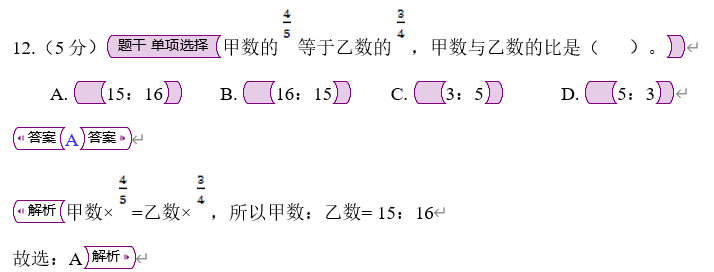 12.（5 分）题干 单项选择 甲数的 4/5 等于乙数的 3/4 ，甲数与乙数的比是（ ）。
A. 15：16 B. 16：15 C. 3：5 D. 5：3
答案 A 答案
解析 甲数× 4/5 =乙数× 3/4 ，所以甲数：乙数= 15：16
故选：A 解析